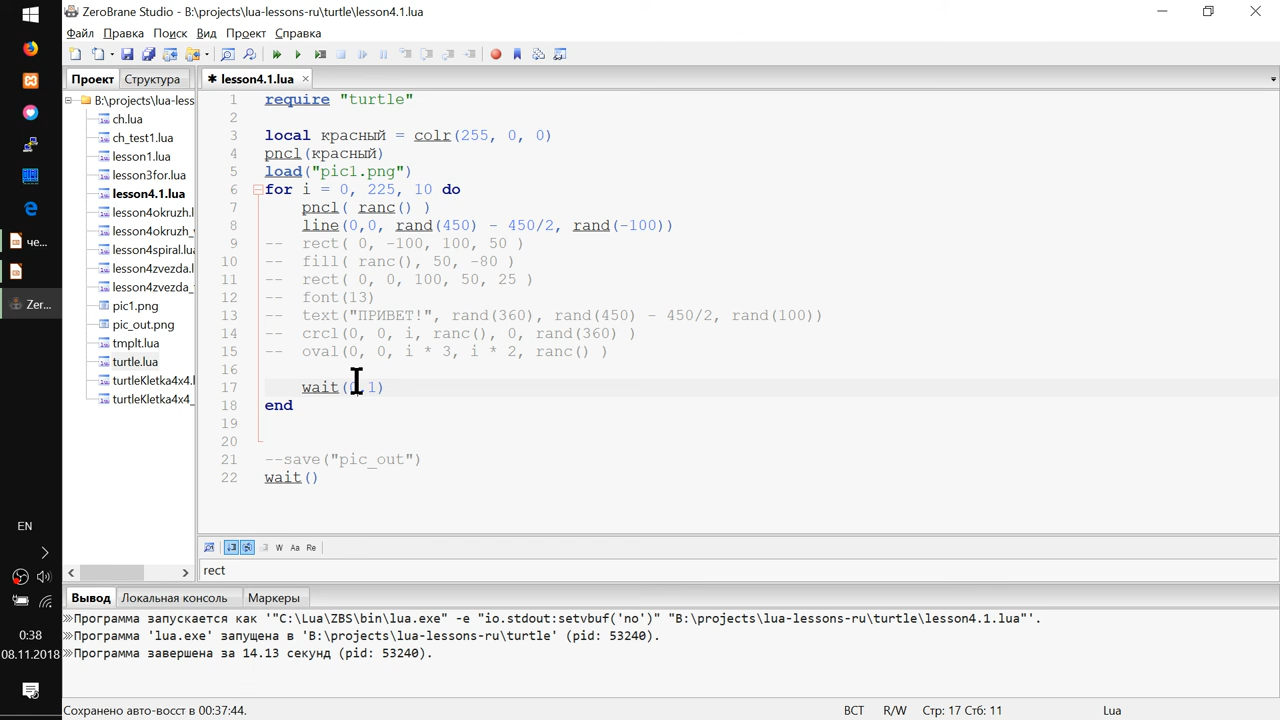 ZeroBrane Studio - B:\projects\lua-lessons-ru\turtle\lesson4.1.lua
Файл Правка Поиск Вид Проект Справка
Проект Структура
✱ lesson4.1.lua
B:\projects\lua-less
ch.lua
ch_test1.lua
lesson1.lua
lesson3for.lua
lesson4.1.lua
lesson4okruzh.l
lesson4okruzh_
lesson4spiral.lua
lesson4zvezda.l
lesson4zvezda_
pic1.png
pic_out.png
tmplt.lua
turtle.lua
turtleKletka4x4.l
turtleKletka4x4_
1 require "turtle"
2
3 local красный = colr(255, 0, 0)
4 pncl(красный)
5 load("pic1.png")
6 for i = 0, 225, 10 do
7 pncl( ranc() )
8 line(0,0, rand(450) - 450/2, rand(-100))
9 -- rect( 0, -100, 100, 50 )
10 -- fill( ranc(), 50, -80 )
11 -- rect( 0, 0, 100, 50, 25 )
12 -- font(13)
13 -- text("ПРИВЕТ!", rand(360), rand(450) - 450/2, rand(100))
14 -- crcl(0, 0, i, ranc(), 0, rand(360) )
15 -- oval(0, 0, i * 3, i * 2, ranc() )
16
17 wait( 1)
18 end
19
20
21 --save("pic_out")
22 wait()
че...
Zer...
EN
0:38
08.11.2018
W Aa Re
rect
Вывод Локальная консоль Маркеры
Программа запускается как '"C:\Lua\ZBS\bin\lua.exe" -e "io.stdout:setvbuf('no')" "B:\projects\lua-lessons-ru\turtle\lesson4.1.lua"'.
Программа 'lua.exe' запущена в 'B:\projects\lua-lessons-ru\turtle' (pid: 53240).
Программа завершена за 14.13 секунд (pid: 53240).
Сохранено авто-восст в 00:37:44. ВСТ R/W Стр: 17 Стб: 11 Lua